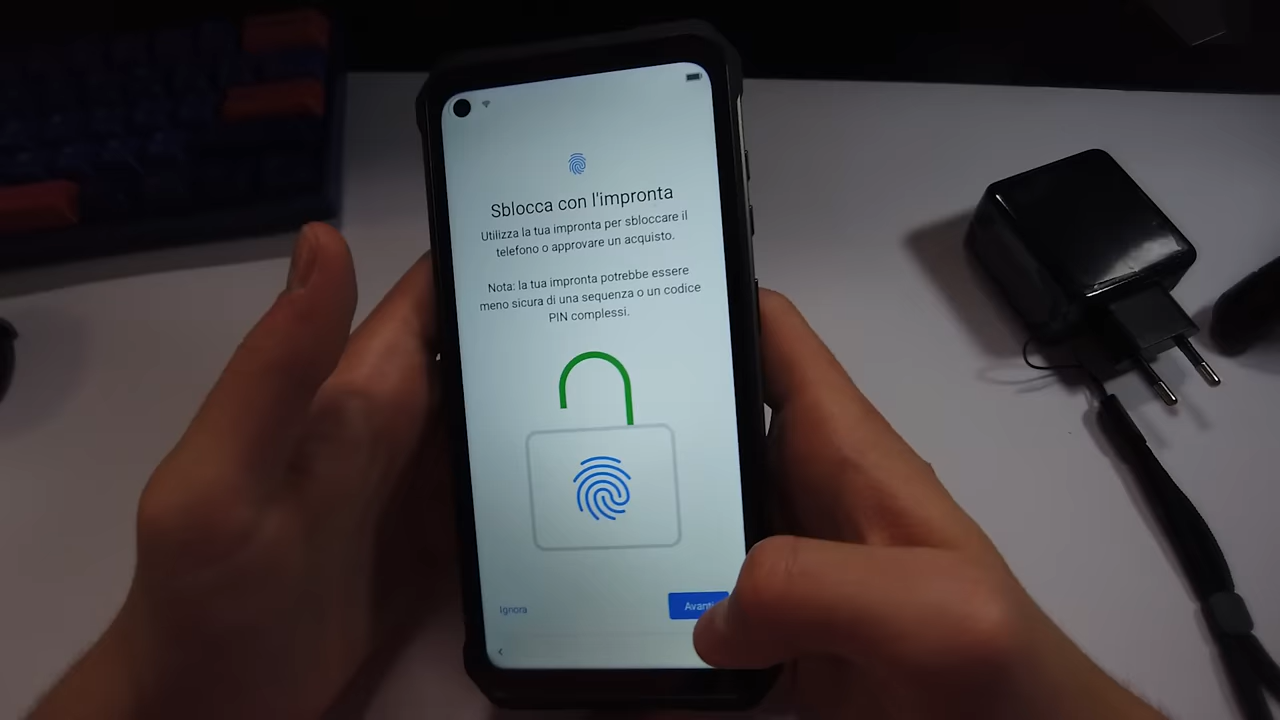 Sblocca con l'impronta
Utilizza la tua impronta per sbloccare il
telefono o approvare un acquisto.
Nota: la tua impronta potrebbe essere
meno sicura di una sequenza o un codice
PIN complessi.
Ignora
Avanti